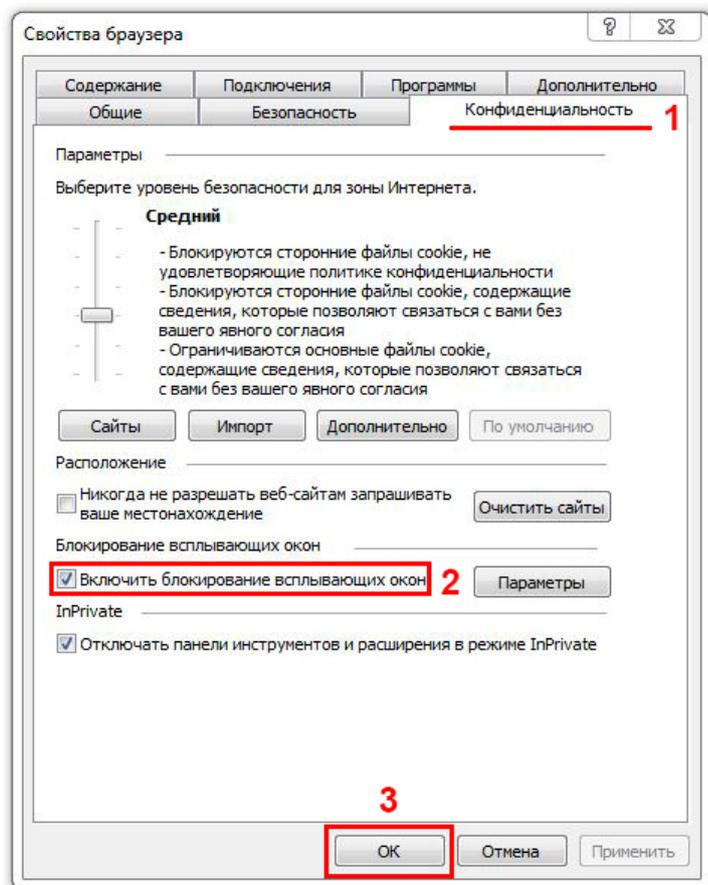 Свойства браузера
Содержание Подключения Программы Дополнительно
Общие Безопасность Конфиденциальность 1
Параметры
Выберите уровень безопасности для зоны Интернета.
Средний
- Блокируются сторонние файлы cookie, не
удовлетворяющие политике конфиденциальности
- Блокируются сторонние файлы cookie, содержащие
сведения, которые позволяют связаться с вами без
вашего явного согласия
- Ограничиваются основные файлы cookie,
содержащие сведения, которые позволяют связаться
с вами без вашего явного согласия
Сайты Импорт Дополнительно По умолчанию
Расположение
Никогда не разрешать веб-сайтам запрашивать
ваше местонахождение
Очистить сайты
Блокирование всплывающих окон
Включить блокирование всплывающих окон 2 Параметры
InPrivate
Отключать панели инструментов и расширения в режиме InPrivate
3
ОК Отмена Применить